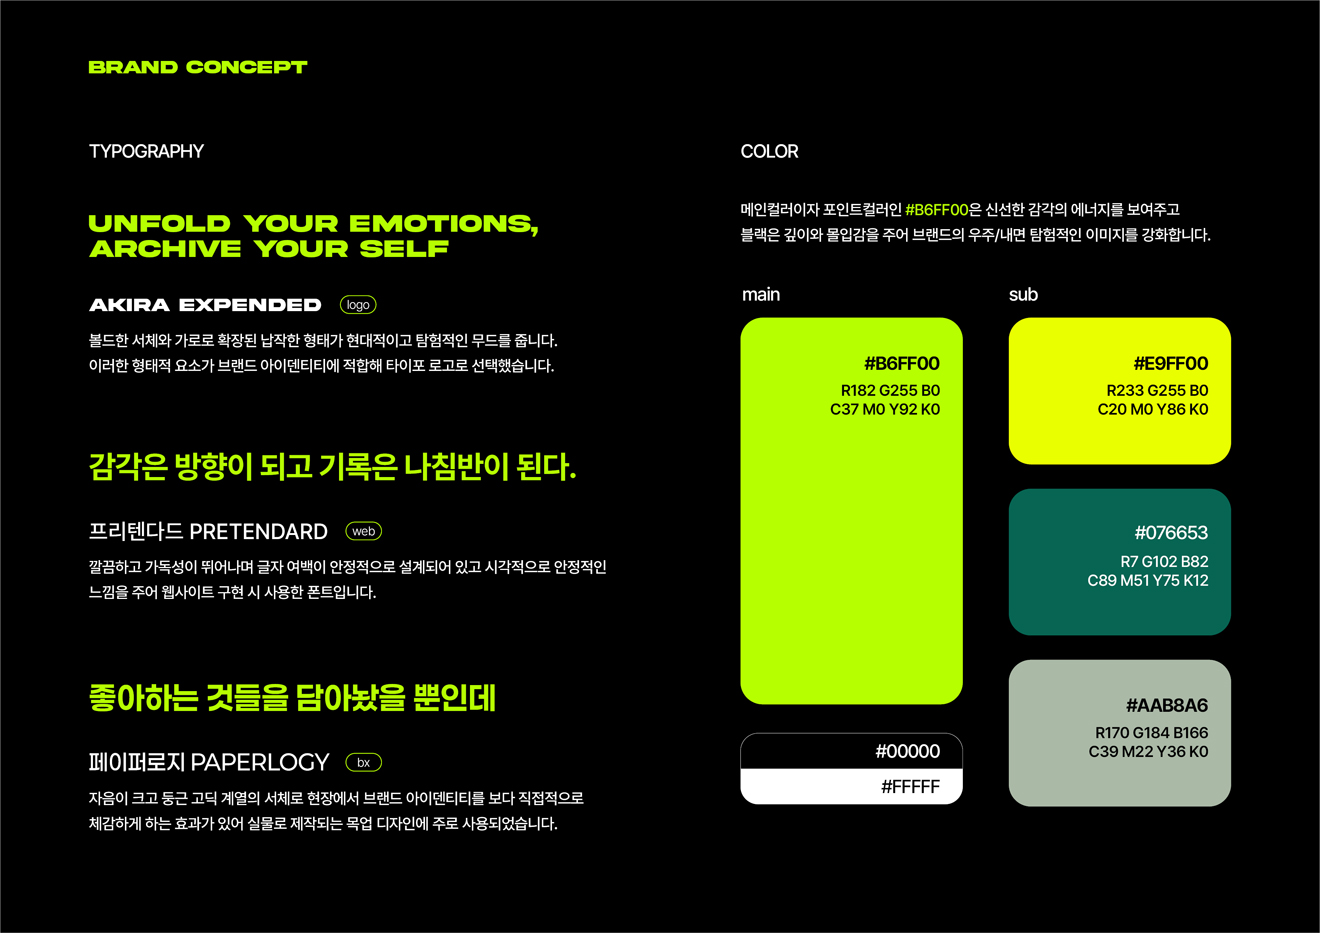 BRAND CONCEPT
TYPOGRAPHY
UNFOLD YOUR EMOTIONS,
ARCHIVE YOUR SELF
AKIRA EXPENDED logo
볼드한 서체와 가로로 확장된 납작한 형태가 현대적이고 탐험적인 무드를 줍니다.
이러한 형태적 요소가 브랜드 아이덴티티에 적합해 타이포 로고로 선택했습니다.
감각은 방향이 되고 기록은 나침반이 된다.
프리텐다드 PRETENDARD web
깔끔하고 가독성이 뛰어나며 글자 여백이 안정적으로 설계되어 있고 시각적으로 안정적인
느낌을 주어 웹사이트 구현 시 사용한 폰트입니다.
좋아하는 것들을 담아놨을 뿐인데
페이퍼로지 PAPERLOGY bx
자음이 크고 둥근 고딕 계열의 서체로 현장에서 브랜드 아이덴티티를 보다 직접적으로
체감하게 하는 효과가 있어 실물로 제작되는 목업 디자인에 주로 사용되었습니다.
COLOR
메인컬러이자 포인트컬러인 #B6FF00은 신선한 감각의 에너지를 보여주고
블랙은 깊이와 몰입감을 주어 브랜드의 우주/내면 탐험적인 이미지를 강화합니다.
main
#B6FF00
R182 G255 B0
C37 M0 Y92 K0
#00000
#FFFFF
sub
#E9FF00
R233 G255 B0
C20 M0 Y86 K0
#076653
R7 G102 B82
C89 M51 Y75 K12
#AAB8A6
R170 G184 B166
C39 M22 Y36 K0